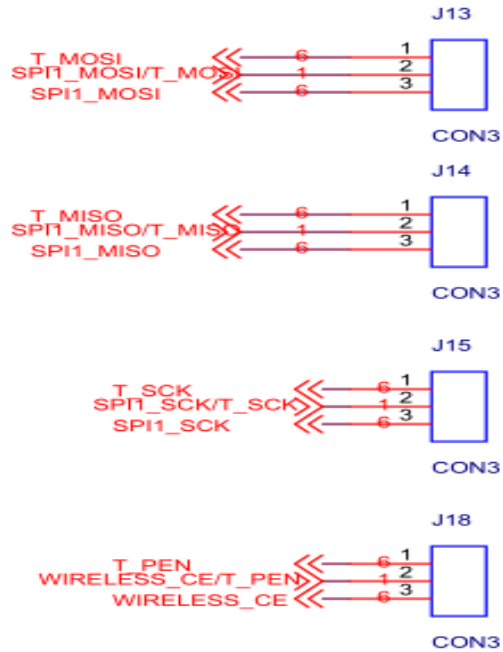 J13
T_MOSI 6 1
SPI1_MOSI/T_MOSI 1 2
SPI1_MOSI 6 3
CON3
J14
T_MISO 6 1
SPI1_MISO/T_MISO 1 2
SPI1_MISO 6 3
CON3
J15
T_SCK 6 1
SPI1_SCK/T_SCK 1 2
SPI1_SCK 6 3
CON3
J18
T_PEN 6 1
WIRELESS_CE/T_PEN 1 2
WIRELESS_CE 6 3
CON3